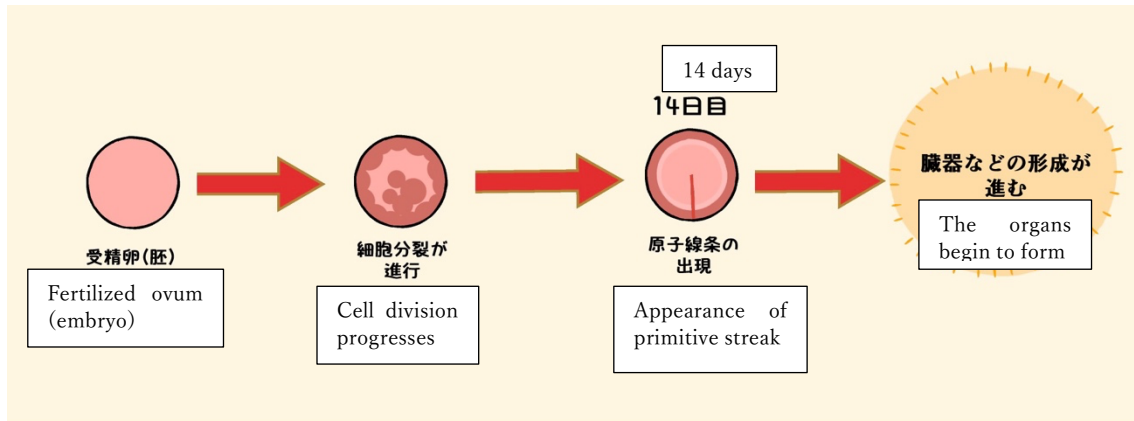 14 days
14日目
受精卵(胚)
Fertilized ovum
(embryo)
細胞分裂が
進行
Cell division
progresses
原子線条の
出現
Appearance of
primitive streak
臓器などの形成が
進む
The organs
begin to form